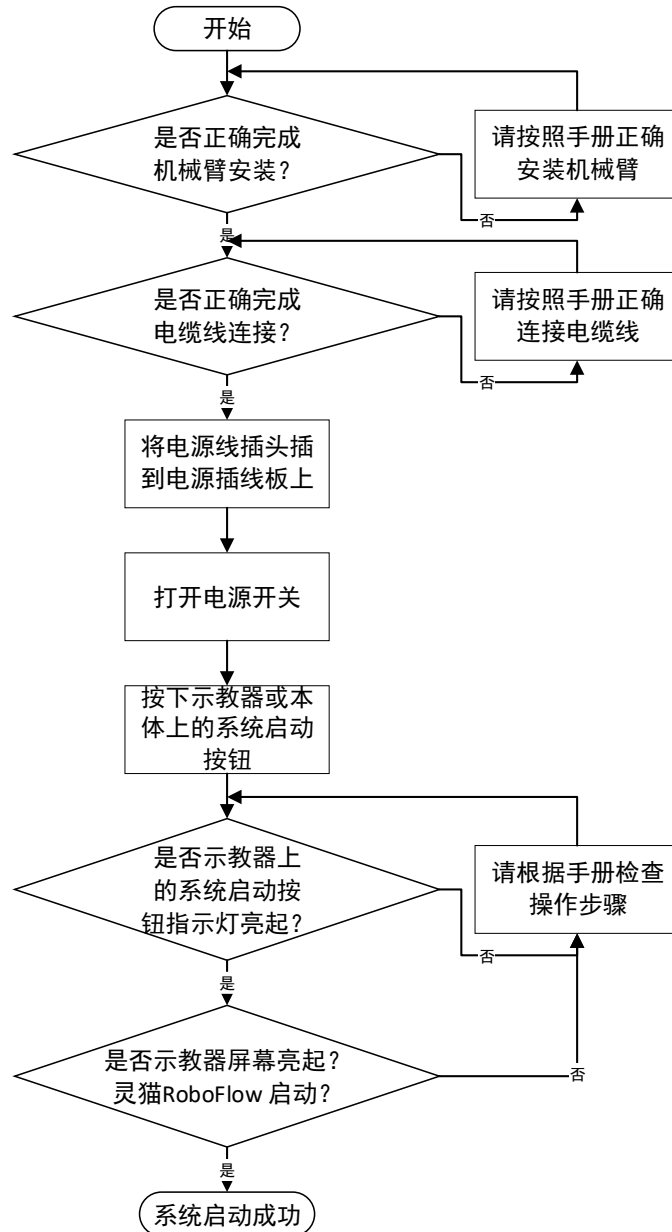 开始
是否正确完成
机械臂安装？
请按照手册正确
安装机械臂
否
是
是否正确完成
电缆线连接？
请按照手册正确
连接电缆线
否
是
将电源线插头插
到电源插线板上
打开电源开关
按下示教器或本
体上的系统启动
按钮
是否示教器上
的系统启动按
钮指示灯亮起？
请根据手册检查
操作步骤
否
是
是否示教器屏幕亮起？
灵猫RoboFlow 启动？
否
是
系统启动成功